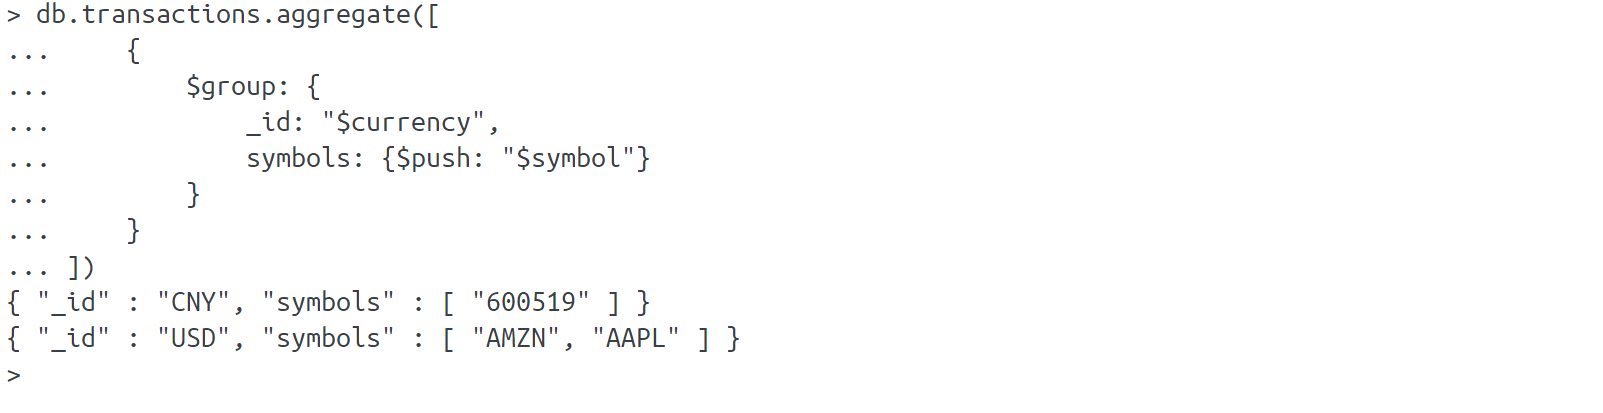 > db.transactions.aggregate([
...     {
...         $group: {
...             _id: "$currency",
...             symbols: {$push: "$symbol"}
...         }
...     }
... ])
{ "_id" : "CNY", "symbols" : [ "600519" ] }
{ "_id" : "USD", "symbols" : [ "AMZN", "AAPL" ] }
>